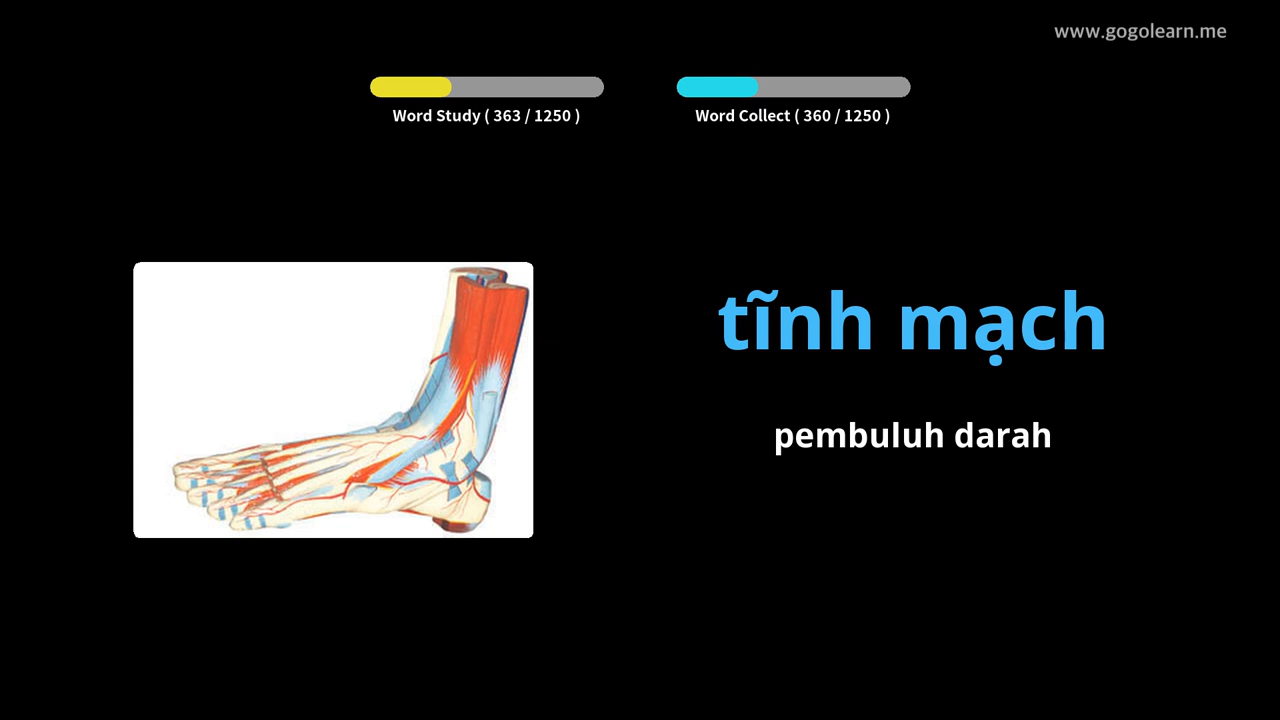 www.gogolearn.me
Word Study ( 363 / 1250 )
Word Collect ( 360 / 1250 )
tĩnh mạch
pembuluh darah